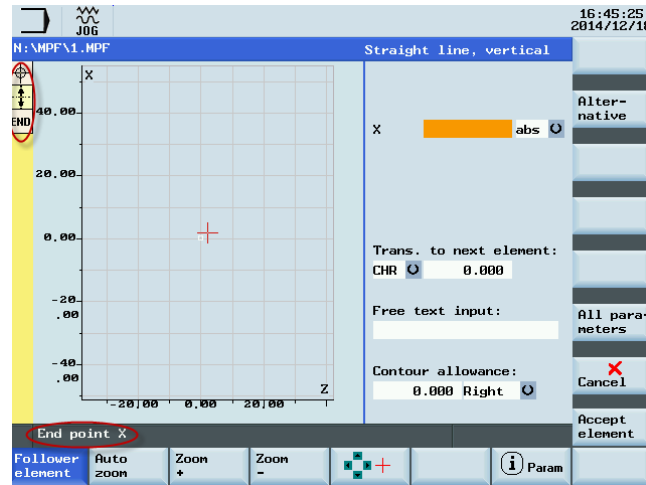 JOG
16:45:25
2014/12/18
N:\MPF\1.MPF
Straight line, vertical
X
END
40.00
20.00
0.00
-20
.00
-40
.00
Z
-20|00 0.00 20|00
X abs
Trans. to next element:
CHR 0.000
Free text input:
Contour allowance:
0.000 Right
End point X
Alter-
native
All para-
meters
Cancel
Accept
element
Follower
element
Auto
zoom
Zoom
+
Zoom
-
i Param